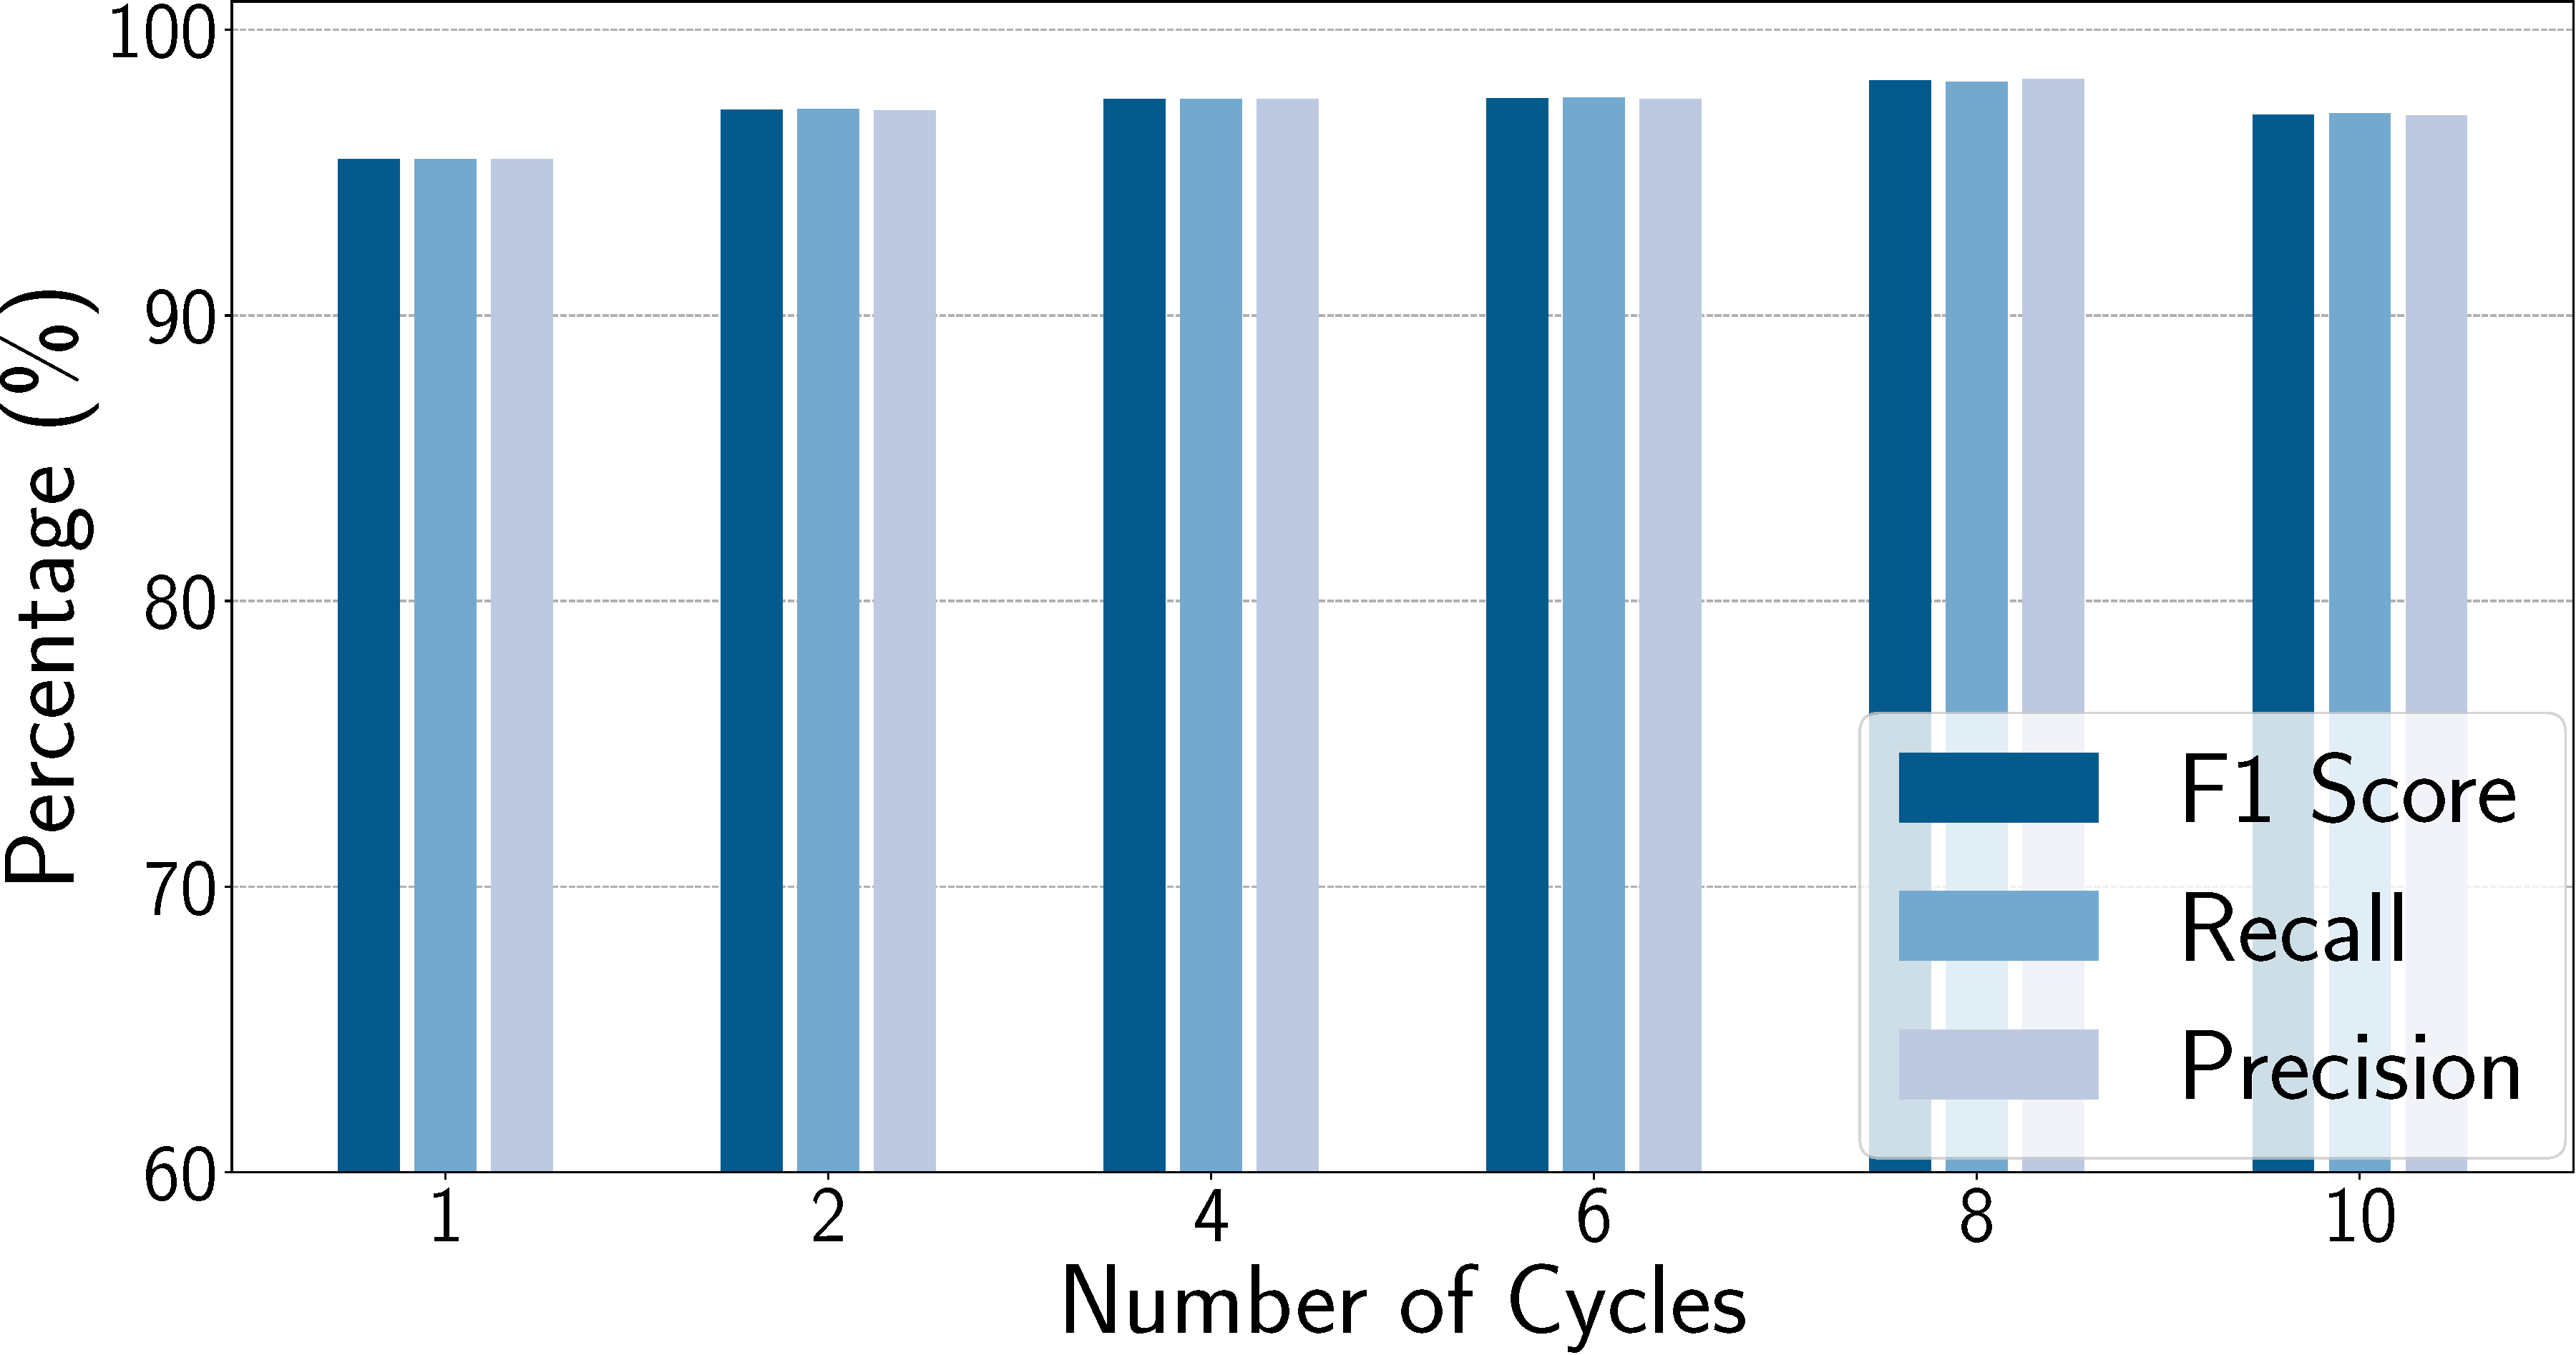 Percentage (%)
100
90
80
70
60
1 2 4 6 8 10
Number of Cycles
F1 Score
Recall
Precision